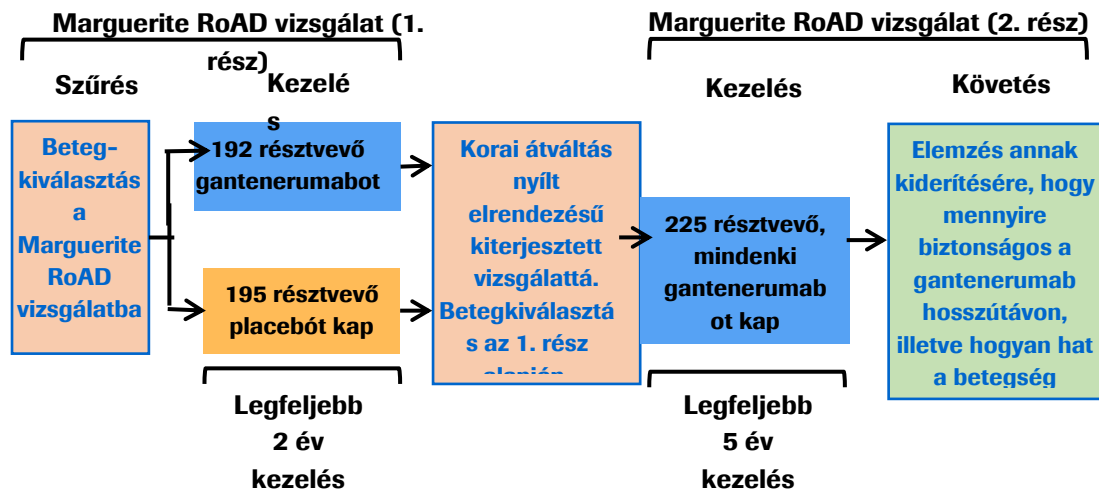 Marguerite RoAD vizsgálat (1.
rész)
Szűrés
Kezelé
s
Beteg-
kiválasztás
a
Marguerite
RoAD
vizsgálatba
192 résztvevő
gantenerumabot
195 résztvevő
placebót kap
Legfeljebb
2 év
kezelés
Korai átváltás
nyílt
elrendezésű
kiterjesztett
vizsgálattá.
Betegkiválasztá
s az 1. rész
alapján
Marguerite RoAD vizsgálat (2. rész)
Kezelés
Követés
225 résztvevő,
mindenki
gantenerumab
ot kap
Legfeljebb
5 év
kezelés
Elemzés annak
kiderítésére, hogy
mennyire
biztonságos a
gantenerumab
hosszútávon,
illetve hogyan hat
a betegség